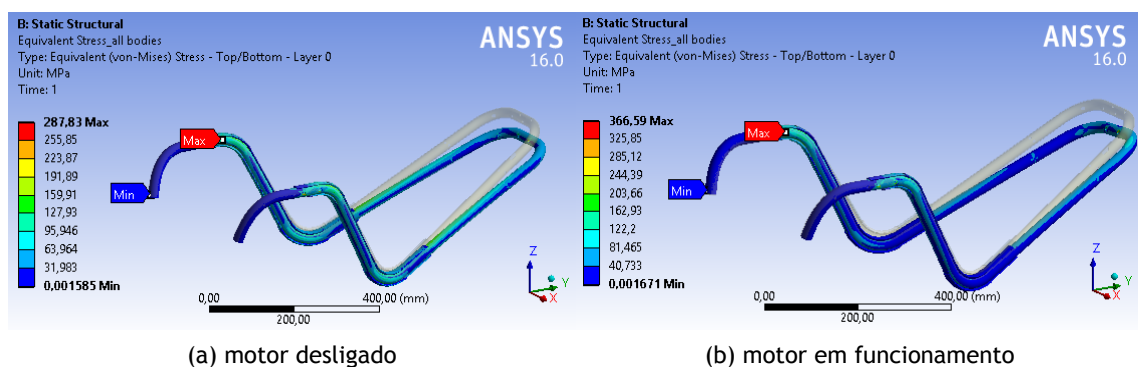 B: Static Structural
Equivalent Stress_all bodies
Type: Equivalent (von-Mises) Stress - Top/Bottom - Layer 0
Unit: MPa
Time: 1
ANSYS
16.0
287,83 Max
255,85
223,87
191,89
159,91
127,93
95,946
63,964
31,983
0,001585 Min
Max
Min
0,00
400,00 (mm)
200,00
Z
Y
X
(a) motor desligado
B: Static Structural
Equivalent Stress_all bodies
Type: Equivalent (von-Mises) Stress - Top/Bottom - Layer 0
Unit: MPa
Time: 1
ANSYS
16.0
366,59 Max
325,85
285,12
244,39
203,66
162,93
122,2
81,465
40,733
0,001671 Min
Max
Min
0,00
400,00 (mm)
200,00
Z
Y
X
(b) motor em funcionamento